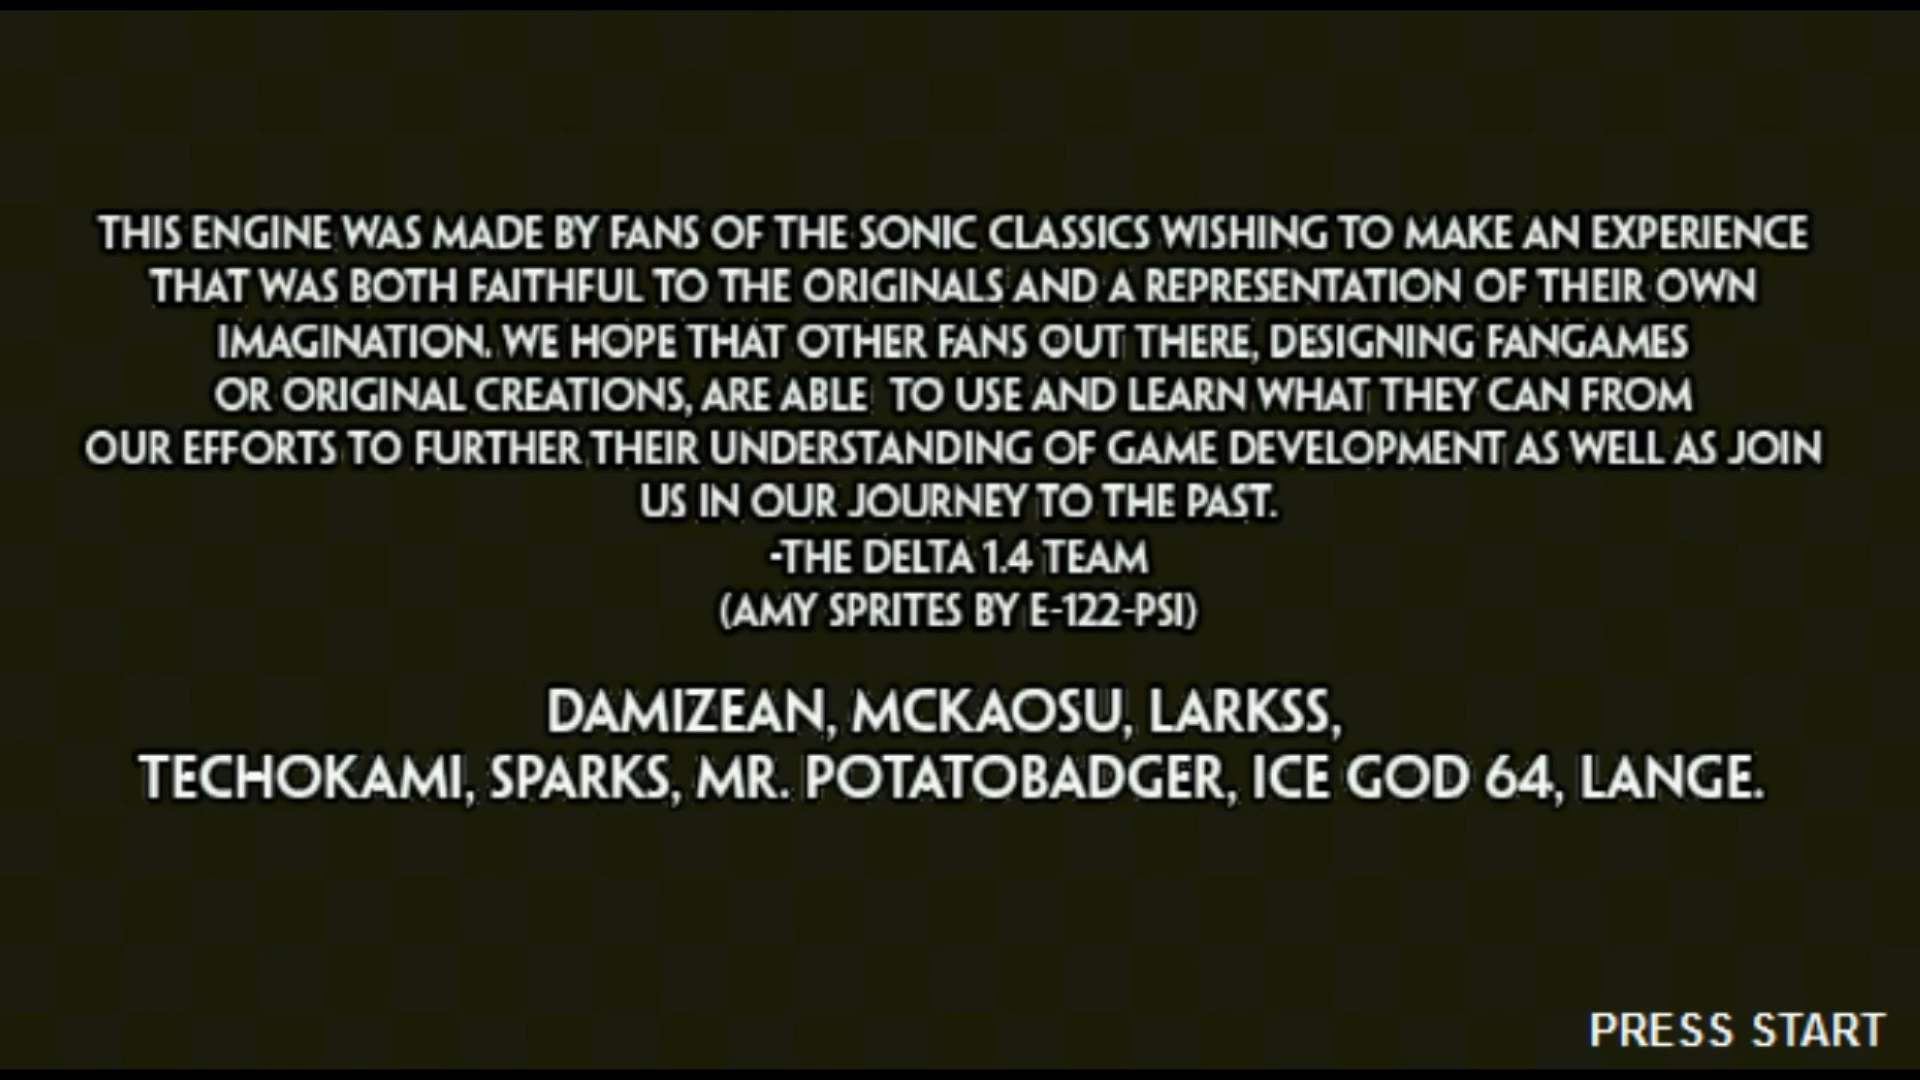 THIS ENGINE WAS MADE BY FANS OF THE SONIC CLASSICS WISHING TO MAKE AN EXPERIENCE
THAT WAS BOTH FAITHFUL TO THE ORIGINALS AND A REPRESENTATION OF THEIR OWN
IMAGINATION. WE HOPE THAT OTHER FANS OUT THERE, DESIGNING FANGAMES
OR ORIGINAL CREATIONS, ARE ABLE TO USE AND LEARN WHAT THEY CAN FROM
OUR EFFORTS TO FURTHER THEIR UNDERSTANDING OF GAME DEVELOPMENT AS WELL AS JOIN
US IN OUR JOURNEY TO THE PAST.
-THE DELTA 1.4 TEAM
(AMY SPRITES BY E-122-PSI)
DAMIZEAN, MCKAOSU, LARKSS,
TECHOKAMI, SPARKS, MR. POTATOBADGER, ICE GOD 64, LANGE.
PRESS START